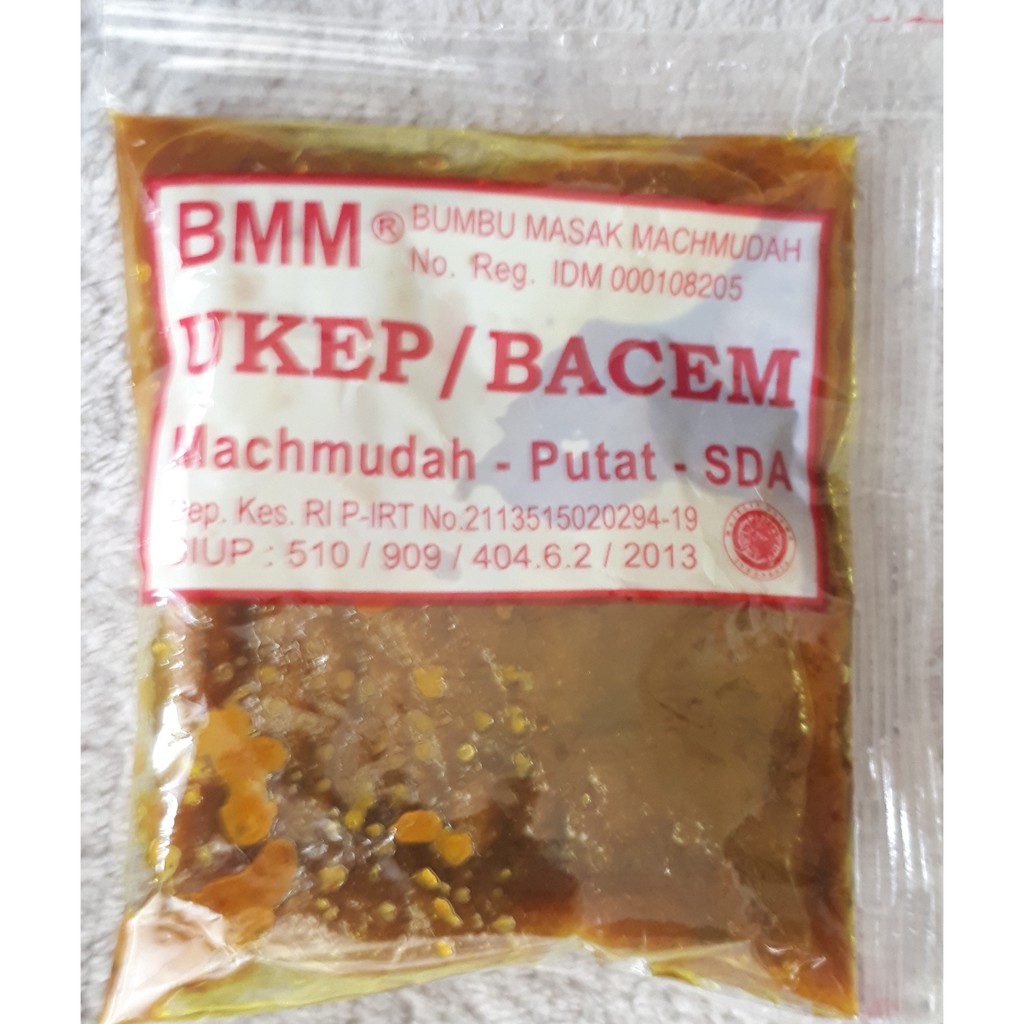 BMM® BUMBU MASAK MACHMUDAH
No. Reg. IDM 000108205
UKEP / BACEM
Machmudah - Putat - SDA
Dep. Kes. RI P-IRT No.2113515020294-19
SIUP : 510 / 909 / 404.6.2 / 2013